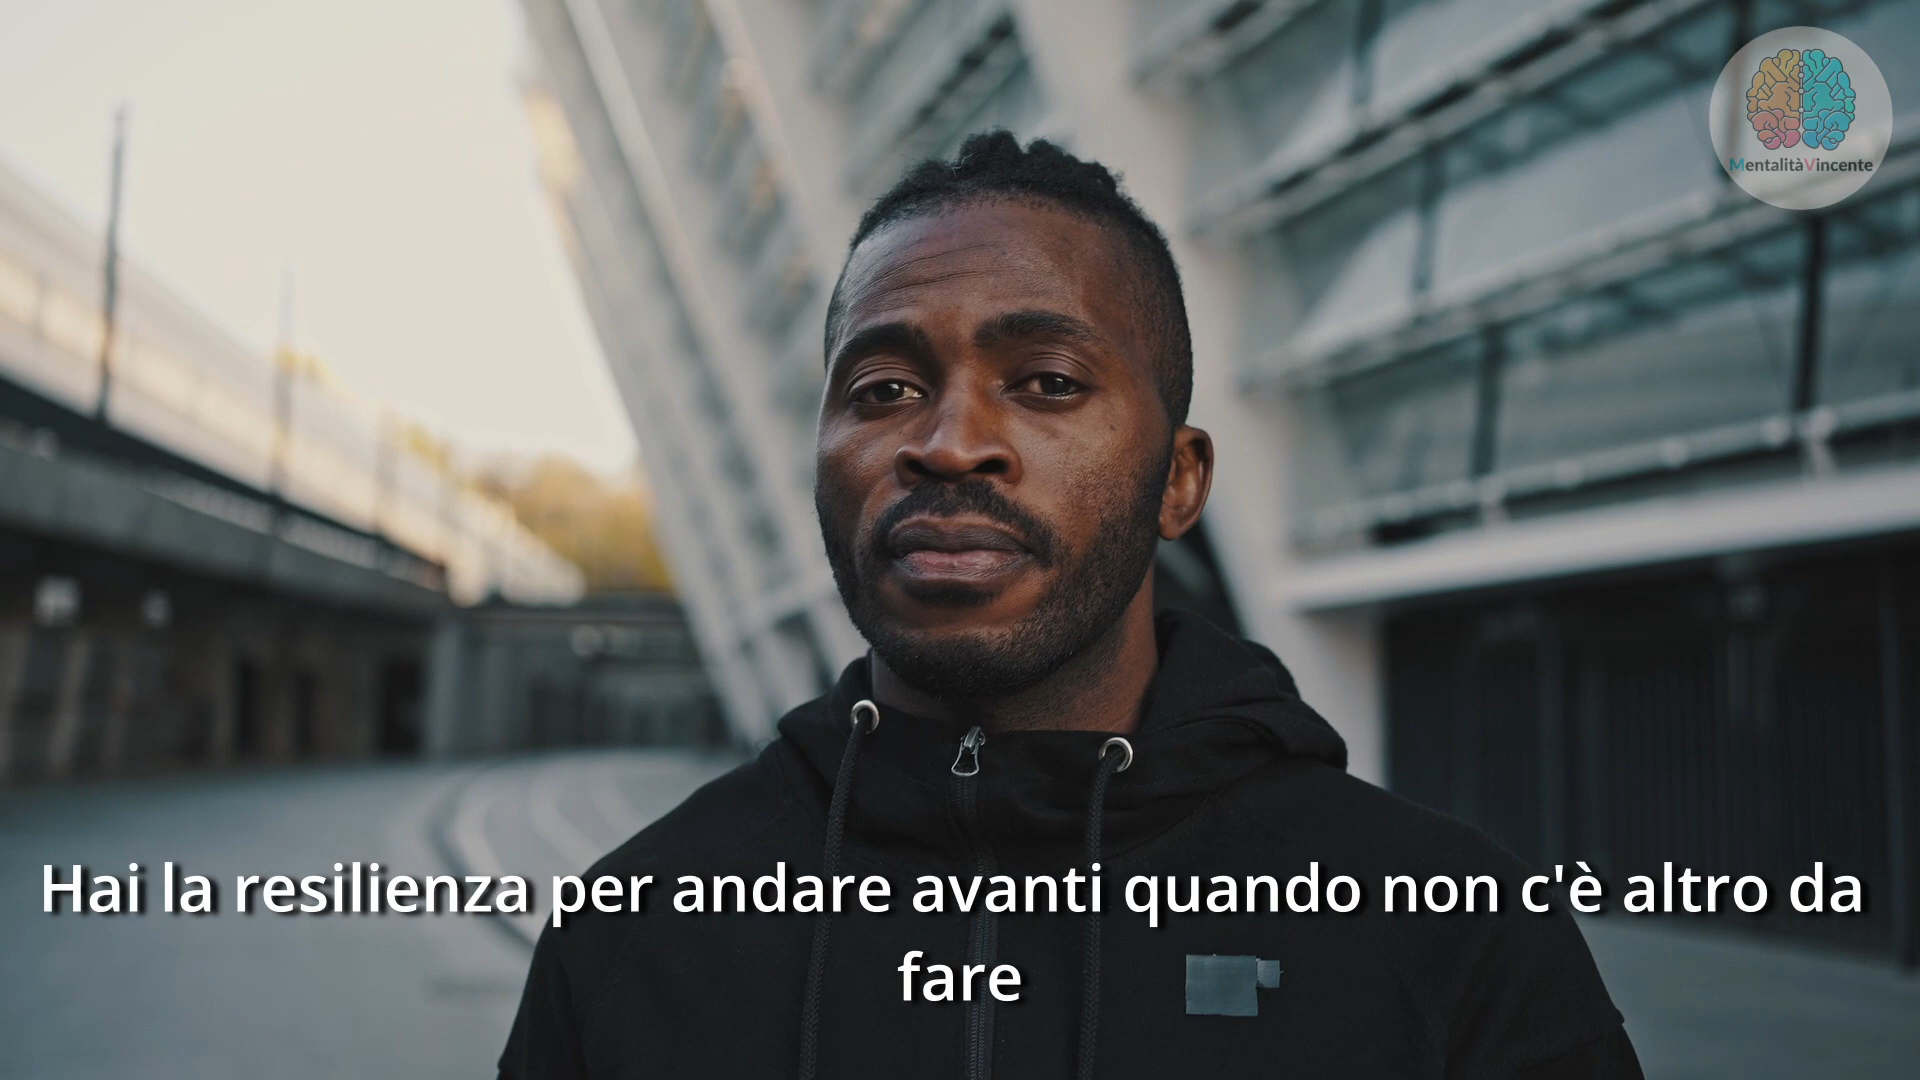 MentalitàVincente
Hai la resilienza per andare avanti quando non c'è altro da
fare